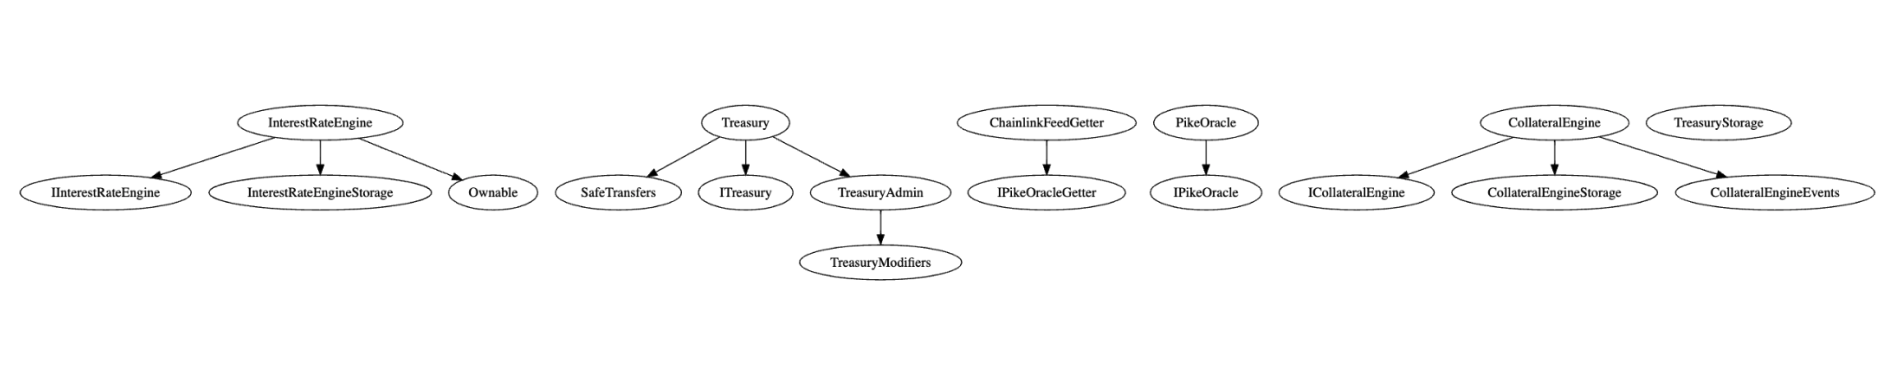 InterestRateEngine
Treasury
ChainlinkFeedGetter
PikeOracle
CollateralEngine
TreasuryStorage
IInterestRateEngine
InterestRateEngineStorage
Ownable
SafeTransfers
ITreasury
TreasuryAdmin
IPikeOracleGetter
IPikeOracle
ICollateralEngine
CollateralEngineStorage
CollateralEngineEvents
TreasuryModifiers